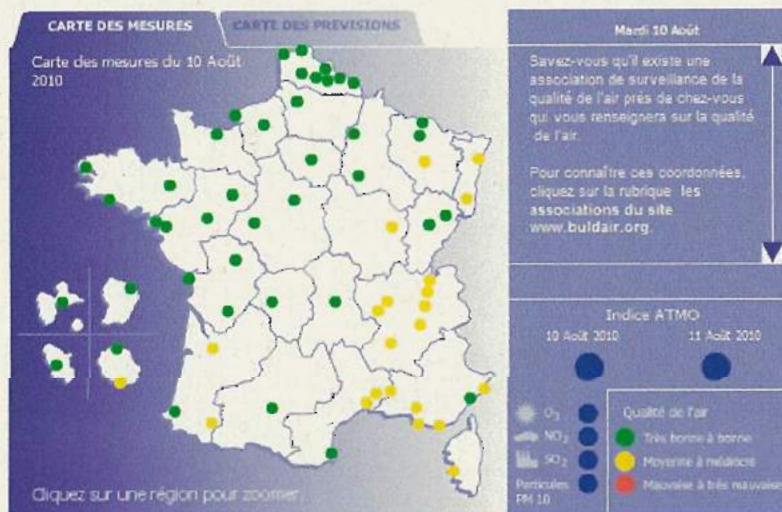 CARTE DES MESURES
CARTE DES PREVISIONS
Carte des mesures du 10 Août
2010
Cliquez sur une région pour zoomer...
Mardi 10 Août
Savez-vous qu'il existe une
association de surveillance de la
qualité de l'air près de chez-vous
qui vous renseignera sur la qualité
de l'air.
Pour connaître ces coordonnées,
cliquez sur la rubrique les
associations du site
www.buldair.org.
Indice ATMO
10 Août 2010
11 Août 2010
O3
NO2
SO2
Particules
PM 10
Qualité de l'air
Très bonne à bonne
Moyenne à médiocre
Mauvaise à très mauvaise